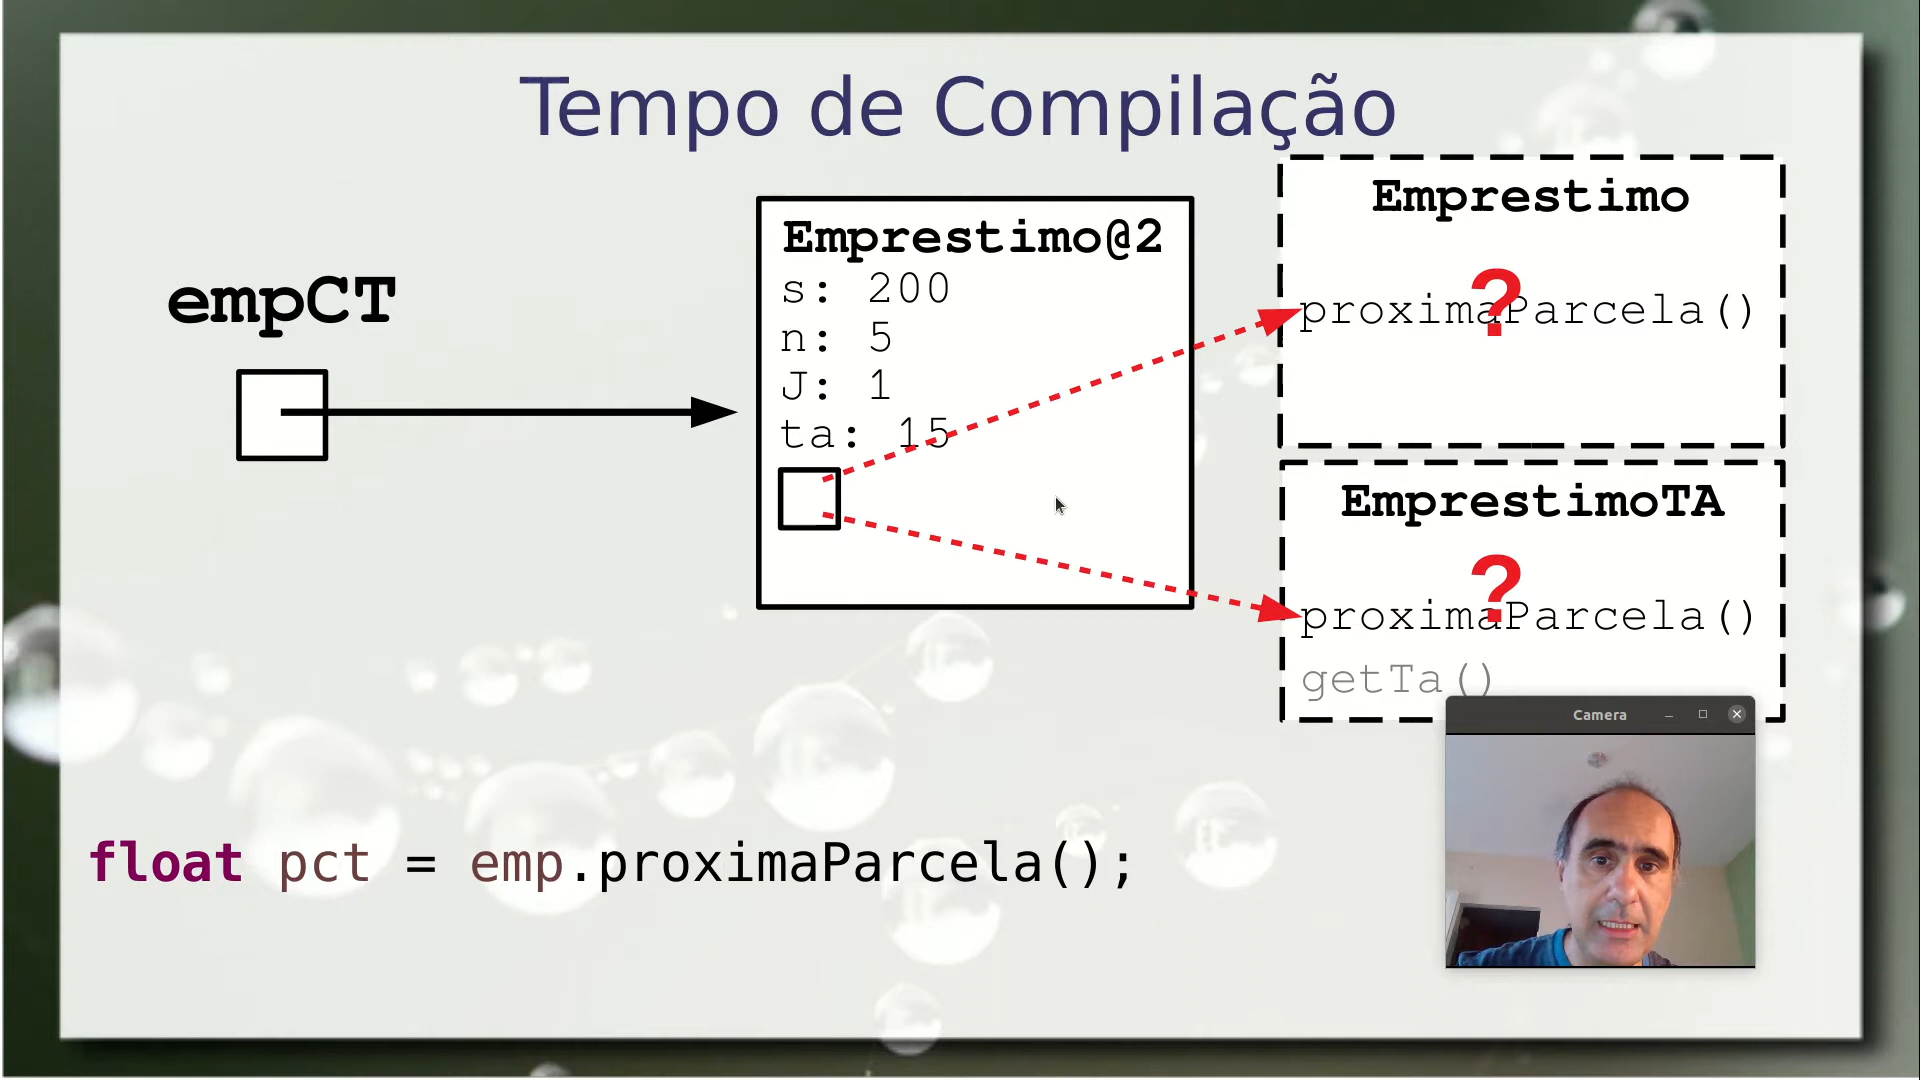 Tempo de Compilação
empCT
Emprestimo@2
s: 200
n: 5
J: 1
ta: 15
Emprestimo
?
proximaParcela()
EmprestimoTA
?
proximaParcela()
getTa()
Camera
float pct = emp.proximaParcela();